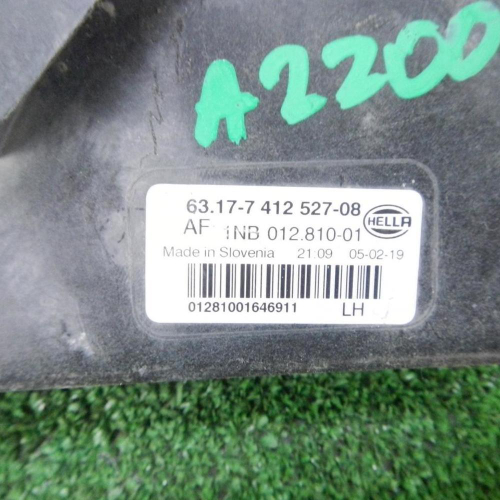 A2200
63.17-7 412 527-08
AF 1NB 012.810-01
HELLA
Made in Slovenia 21:09 05-02-19
01281001646911 LH